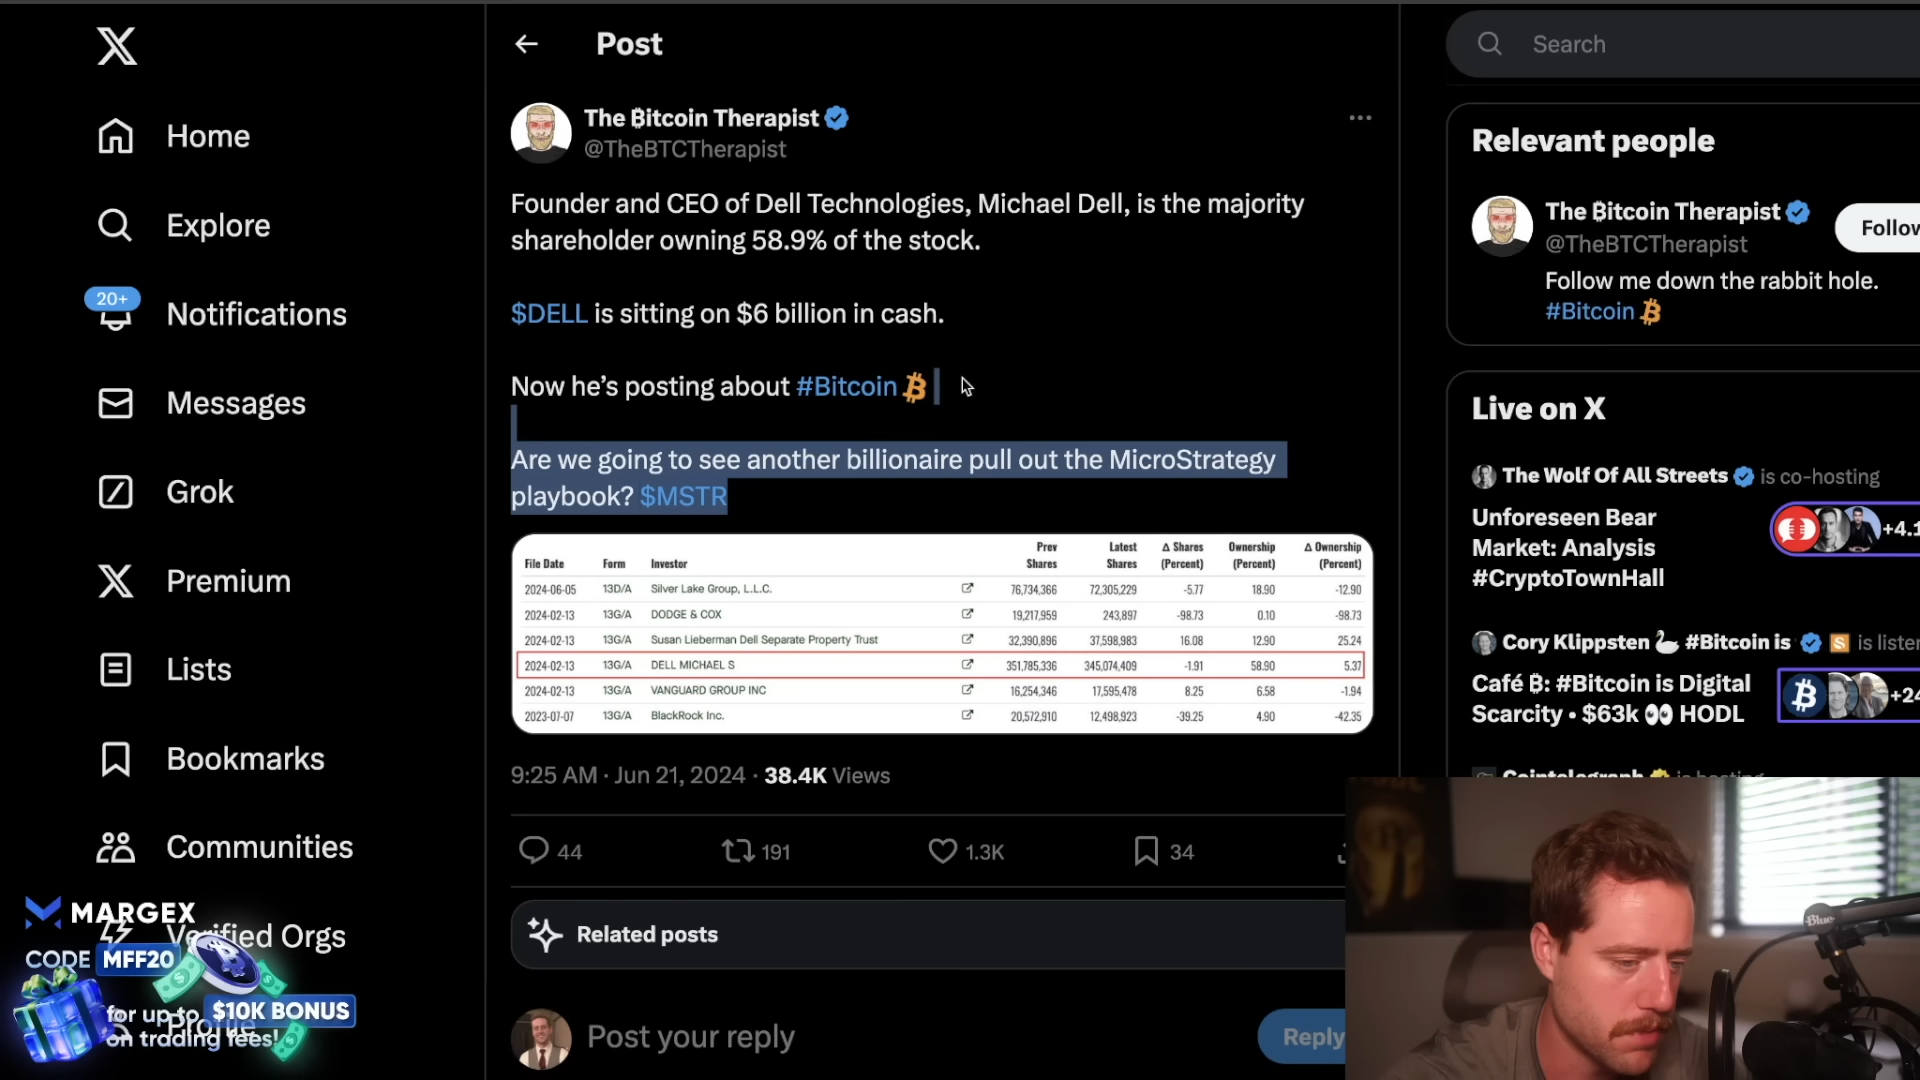 Home
Explore
20+
Notifications
Messages
Grok
Premium
Lists
Bookmarks
Communities
Verified Orgs
Profile
MARGEX
CODE MFF20
for up to $10K BONUS
on trading fees!
Post
The ₿itcoin Therapist
@TheBTCTherapist
Founder and CEO of Dell Technologies, Michael Dell, is the majority
shareholder owning 58.9% of the stock.
$DELL is sitting on $6 billion in cash.
Now he’s posting about #Bitcoin
Are we going to see another billionaire pull out the MicroStrategy
playbook? $MSTR
File Date Form Investor Prev Shares Latest Shares Δ Shares (Percent) Ownership (Percent) Δ Ownership (Percent)
2024-06-05 13D/A Silver Lake Group, L.L.C. 76,734,366 72,305,229 -5.77 18.90 -12.90
2024-02-13 13G/A DODGE & COX 19,217,959 243,897 -98.73 0.10 -98.73
2024-02-13 13G/A Susan Lieberman Dell Separate Property Trust 32,390,896 37,598,983 16.08 12.90 25.24
2024-02-13 13G/A DELL MICHAEL S 351,785,336 345,074,409 -1.91 58.90 5.37
2024-02-13 13G/A VANGUARD GROUP INC 16,254,346 17,595,478 8.25 6.58 -1.94
2023-07-07 13G/A BlackRock Inc. 20,572,910 12,498,923 -39.25 4.90 -42.35
9:25 AM · Jun 21, 2024 · 38.4K Views
44 191 1.3K 34
Related posts
Post your reply
Reply
Search
Relevant people
The ₿itcoin Therapist
@TheBTCTherapist
Follow
Follow me down the rabbit hole.
#Bitcoin
Live on X
The Wolf Of All Streets is co-hosting
Unforeseen Bear
Market: Analysis
#CryptoTownHall
+4.1
Cory Klippsten #Bitcoin is S is listen
Café ₿: #Bitcoin is Digital
Scarcity • $63k HODL
+24
Cointelegraph is hosting
Blue